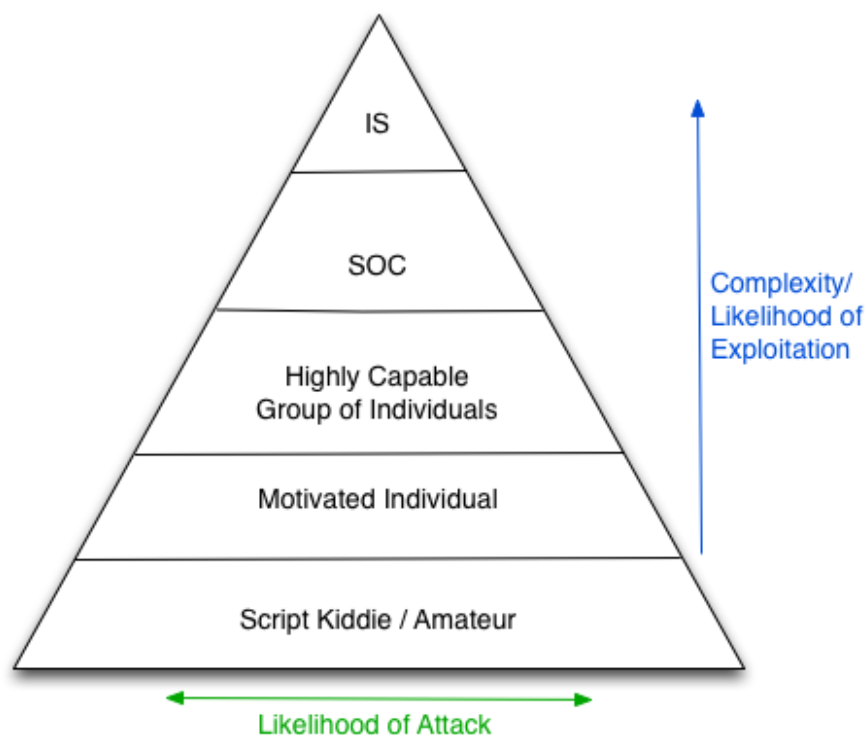 IS
SOC
Highly Capable
Group of Individuals
Motivated Individual
Script Kiddie / Amateur
Complexity/
Likelihood of
Exploitation
Likelihood of Attack